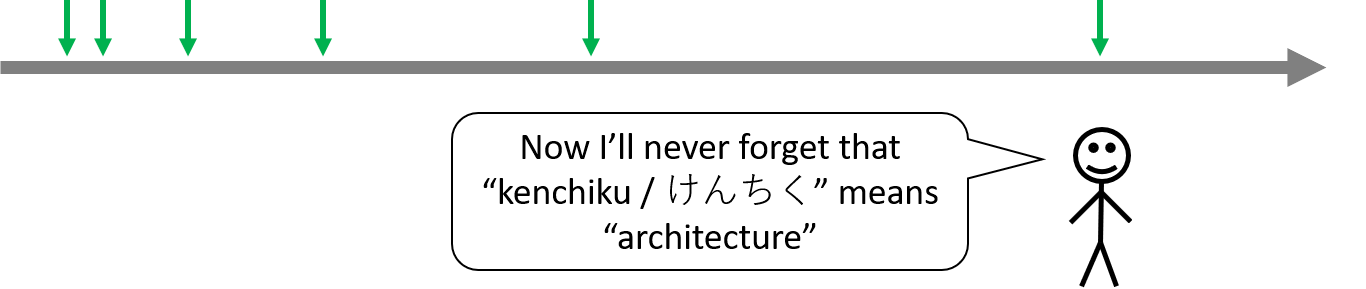 Now I’ll never forget that
“kenchiku / けんちく” means
“architecture”